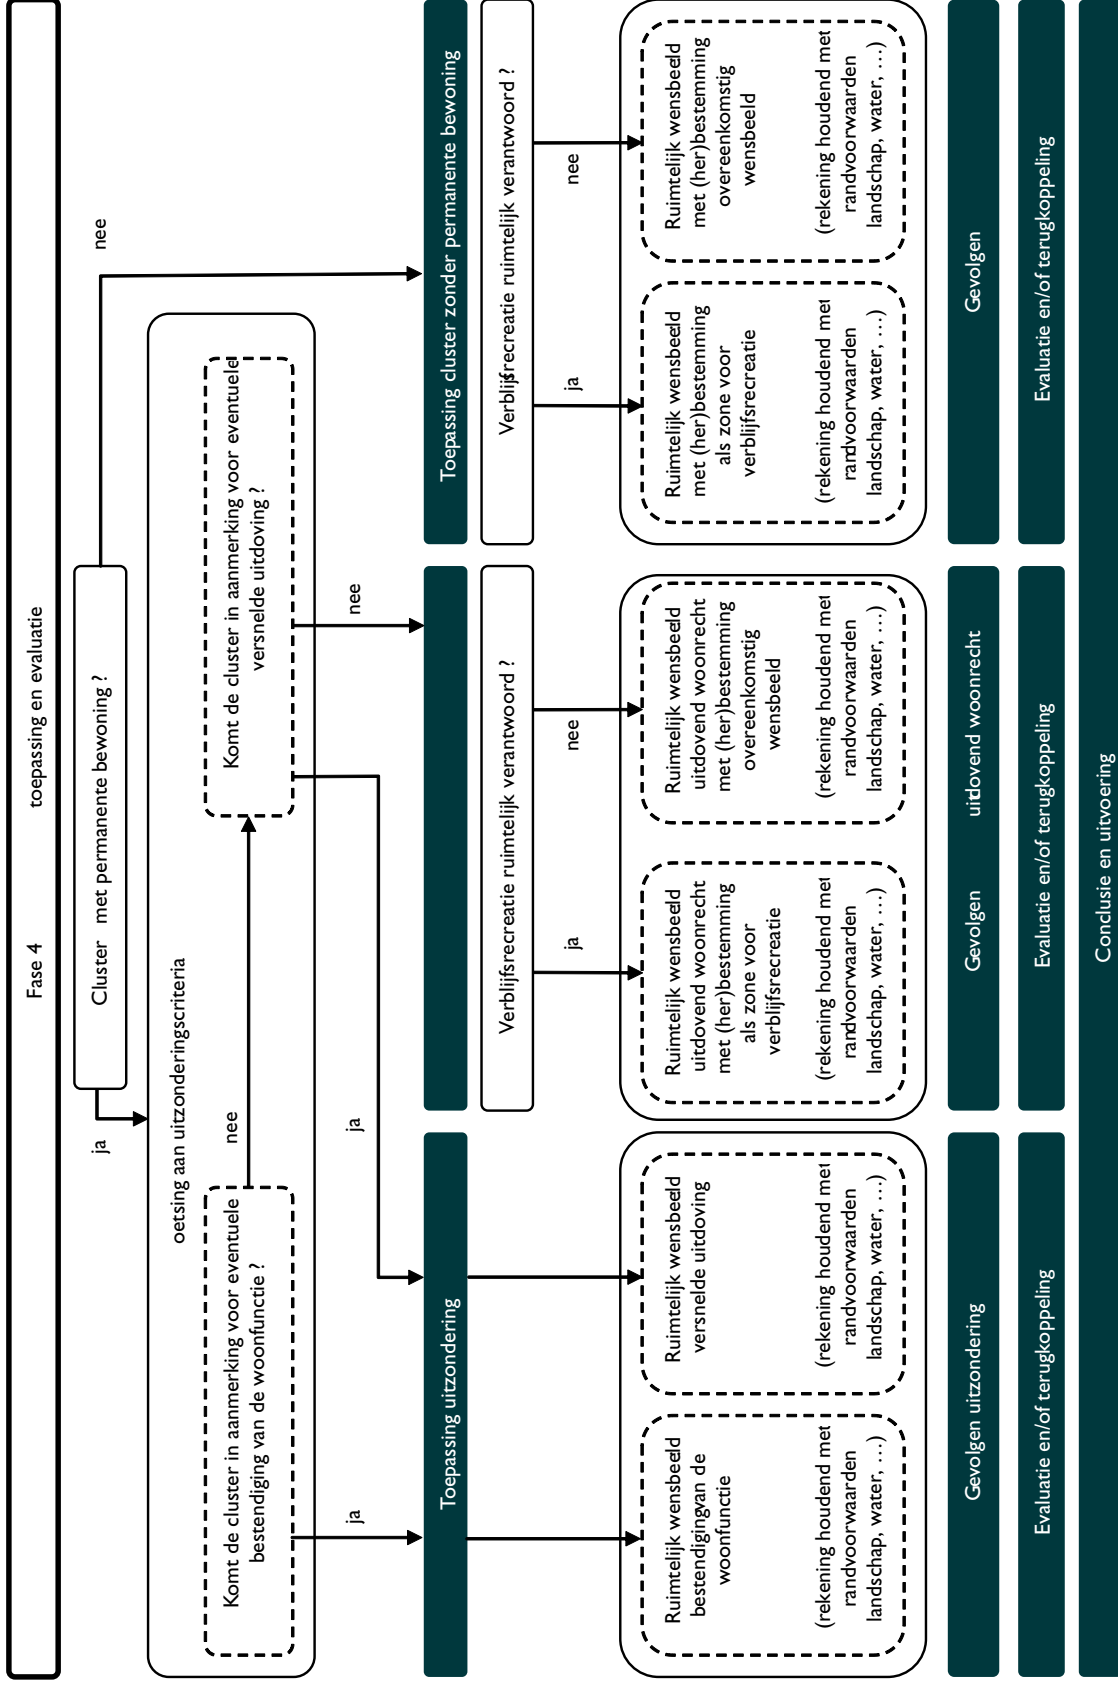 Fase 4 toepassing en evaluatie
Cluster met permanente bewoning ?
ja
nee
oetsing aan uitzonderingscriteria
Komt de cluster in aanmerking voor eventuele
bestendiging van de woonfunctie ?
nee
Komt de cluster in aanmerking voor eventuele
versnelde uitdoving ?
ja
ja
nee
Toepassing uitzondering
Toepassing cluster zonder permanente bewoning
Verblijfsrecreatie ruimtelijk verantwoord ?
ja
nee
Verblijfsrecreatie ruimtelijk verantwoord ?
ja
nee
Ruimtelijk wensbeeld
bestendigingvan de
woonfunctie
(rekening houdend met
randvoorwaarden
landschap, water, …)
Ruimtelijk wensbeeld
versnelde uitdoving
(rekening houdend met
randvoorwaarden
landschap, water, …)
Ruimtelijk wensbeeld
uitdovend woonrecht
met (her)bestemming
als zone voor
verblijfsrecreatie
(rekening houdend met
randvoorwaarden
landschap, water, …)
Ruimtelijk wensbeeld
uitdovend woonrecht
met (her)bestemming
overeenkomstig
wensbeeld
(rekening houdend met
randvoorwaarden
landschap, water, …)
Ruimtelijk wensbeeld
met (her)bestemming
als zone voor
verblijfsrecreatie
(rekening houdend met
randvoorwaarden
landschap, water, …)
Ruimtelijk wensbeeld
met (her)bestemming
overeenkomstig
wensbeeld
(rekening houdend met
randvoorwaarden
landschap, water, …)
Gevolgen uitzondering
Gevolgen uitdovend woonrecht
Gevolgen
Evaluatie en/of terugkoppeling
Evaluatie en/of terugkoppeling
Evaluatie en/of terugkoppeling
Conclusie en uitvoering